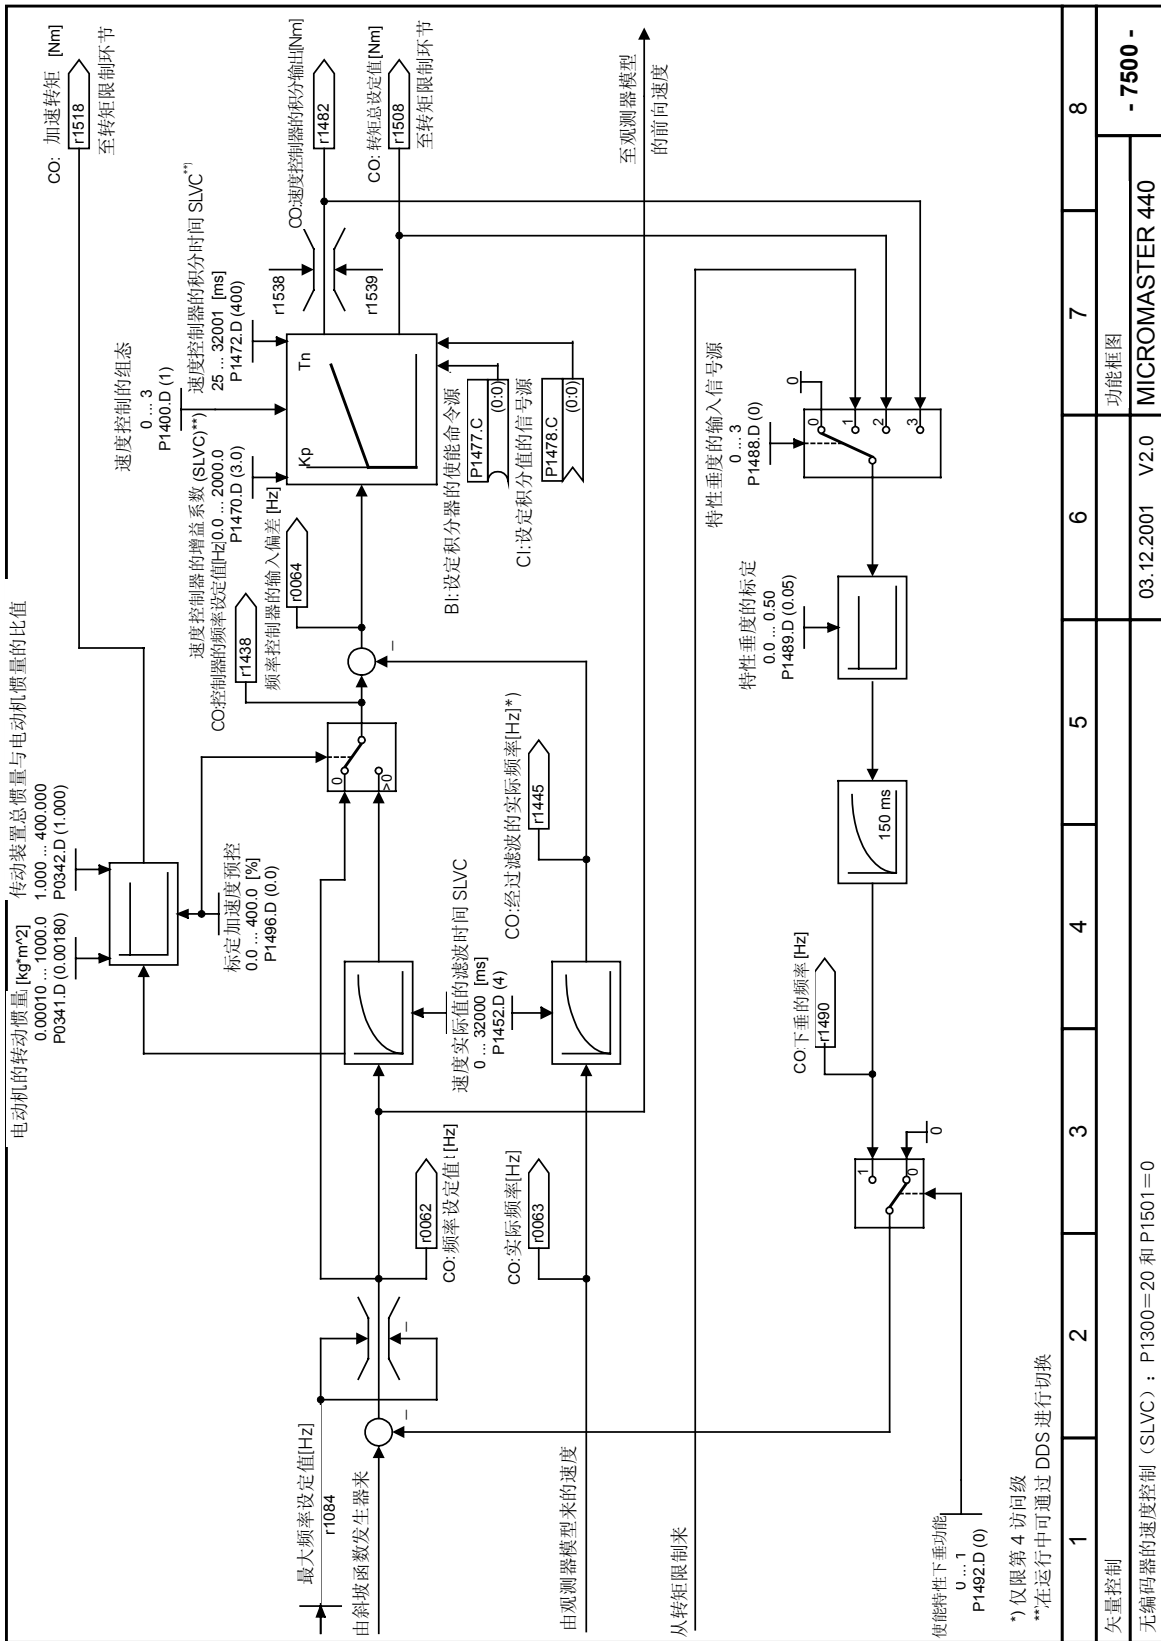 电动机的转动惯量 [kg*m^2]
0.00010 ... 1000.0
P0341.D (0.00180)
传动装置总惯量与电动机惯量的比值
1.000 ... 400.000
P0342.D (1.000)
CO: 加速转矩 [Nm]
r1518
至转矩限制环节
标定加速度预控
0.0 ... 400.0 [%]
P1496.D (0.0)
速度控制的组态
0 ... 3
P1400.D (1)
速度控制器的增益系数 (SLVC)**)
0.0 ... 2000.0
P1470.D (3.0)
速度控制器的积分时间 SLVC**)
25 ... 32001 [ms]
P1472.D (400)
CO:控制器的频率设定值[Hz]
r1438
频率控制器的输入偏差 [Hz]
r0064
Kp
Tn
r1538
r1539
CO:速度控制器的积分输出[Nm]
r1482
CO: 转矩总设定值 [Nm]
r1508
至转矩限制环节
最大频率设定值[Hz]
r1084
由斜坡函数发生器来
–
–
CO: 频率设定值 [Hz]
r0062
0
>0
–
速度实际值的滤波时间 SLVC
0 ... 32000 [ms]
P1452.D (4)
BI:设定积分器的使能命令源
P1477.C
(0:0)
CI:设定积分值的信号源
P1478.C
(0:0)
CO:实际频率[Hz]
r0063
CO:经过滤波的实际频率[Hz]*)
r1445
由观测器模型来的速度
至观测器模型
的前向速度
从转矩限制来
特性垂度的输入信号源
0 ... 3
P1488.D (0)
0
0
1
2
3
特性垂度的标定
0.0 ... 0.50
P1489.D (0.05)
150 ms
CO:下垂的频率 [Hz]
r1490
1
0
0
使能特性下垂功能
0 ... 1
P1492.D (0)
*) 仅限第 4 访问级
**)在运行中可通过 DDS 进行切换
1 2 3 4 5 6 7 8
矢量控制
03.12.2001 V2.0
功能框图
- 7500 -
无编码器的速度控制（SLVC）: P1300=20 和 P1501=0
MICROMASTER 440